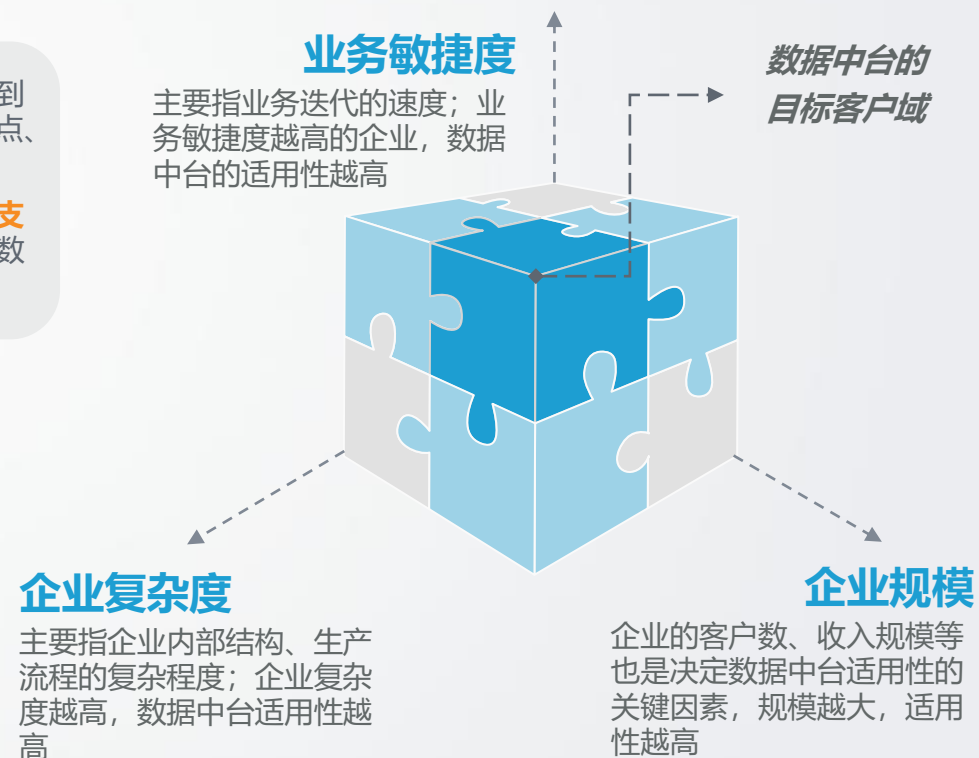 业务敏捷度
主要指业务迭代的速度；业
务敏捷度越高的企业，数据
中台的适用性越高
数据中台的
目标客户域
到
点、
支
数
企业复杂度
主要指企业内部结构、生产
流程的复杂程度；企业复杂
度越高，数据中台适用性越
高
企业规模
企业的客户数、收入规模等
也是决定数据中台适用性的
关键因素，规模越大，适用
性越高